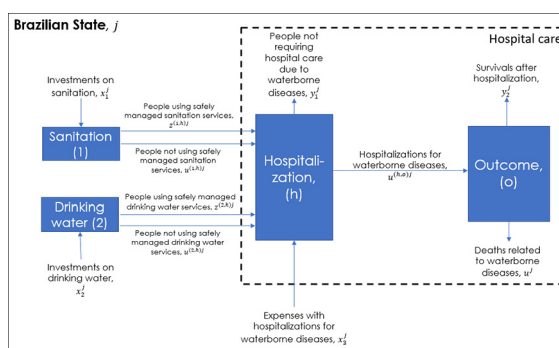 Brazilian State, j
Hospital care
People not
requiring
hospital care
due to
waterborne
diseases, y₁ʲ
Survivals after
hospitalization,
y₂ʲ
Investments on
sanitation, x₁ʲ
People using safely
managed sanitation services,
z⁽¹,ʰ⁾ʲ
Sanitation
(1)
People not using safely
managed sanitation
services, u⁽¹,ʰ⁾ʲ
Hospitali-
zation,
(h)
Hospitalizations for
waterborne diseases,
u⁽ʰ,ᵒ⁾ʲ
Outcome,
(o)
People using safely managed
drinking water services, z⁽²,ʰ⁾ʲ
Drinking
water (2)
People not using safely
managed drinking water
services, u⁽²,ʰ⁾ʲ
Investments on
drinking water,
x₂ʲ
Deaths related
to waterborne
diseases, uʲ
Expenses with
hospitalizations for
waterborne diseases, x₃ʲ